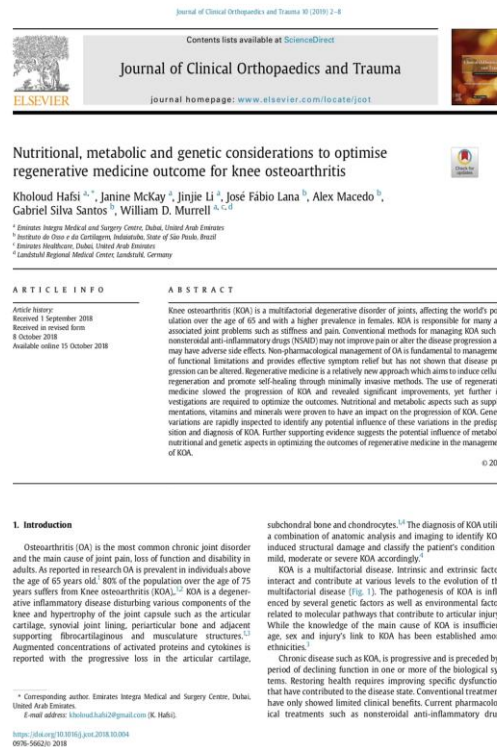 Journal of Clinical Orthopaedics and Trauma 10 (2019) 2–8
Contents lists available at ScienceDirect
Journal of Clinical Orthopaedics and Trauma
journal homepage: www.elsevier.com/locate/jcot
ELSEVIER
Nutritional, metabolic and genetic considerations to optimise
regenerative medicine outcome for knee osteoarthritis
Check for
updates
Kholoud Hafsi a, *, Janine McKay a, Jinjie Li a, José Fábio Lana b, Alex Macedo b,
Gabriel Silva Santos b, William D. Murrell a, c, d
a Emirates Integra Medical and Surgery Centre, Dubai, United Arab Emirates
b Instituto do Osso e da Cartilagem, Indaiatuba, State of São Paulo, Brazil
c Emirates Healthcare, Dubai, United Arab Emirates
d Landstuhl Regional Medical Center, Landstuhl, Germany
ARTICLE INFO
Article history:
Received 1 September 2018
Received in revised form
8 October 2018
Available online 15 October 2018
ABSTRACT
Knee osteoarthritis (KOA) is a multifactorial degenerative disorder of joints, affecting the world's po
ulation over the age of 65 and with a higher prevalence in females. KOA is responsible for many a
associated joint problems such as stiffness and pain. Conventional methods for managing KOA such
nonsteroidal anti-inflammatory drugs (NSAID) may not improve pain or alter the disease progression a
may have adverse side effects. Non-pharmacological management of OA is fundamental to manageme
of functional limitations and provides effective symptom relief but has not shown that disease p
gression can be altered. Regenerative medicine is a relatively new approach which aims to induce cellul
regeneration and promote self-healing through minimally invasive methods. The use of regenerati
medicine slowed the progression of KOA and revealed significant improvements, yet further i
vestigations are required to optimize the outcomes. Nutritional and metabolic aspects such as suppl
mentations, vitamins and minerals were proven to have an impact on the progression of KOA. Gene
variations are rapidly inspected to identify any potential influence of these variations in the predisp
sition and diagnosis of KOA. Further supporting evidence suggests the potential influence of metabol
nutritional and genetic aspects in optimizing the outcomes of regenerative medicine in the manageme
of KOA.
© 20
1. Introduction
Osteoarthritis (OA) is the most common chronic joint disorder
and the main cause of joint pain, loss of function and disability in
adults. As reported in research OA is prevalent in individuals above
the age of 65 years old.1 80% of the population over the age of 75
years suffers from Knee osteoarthritis (KOA).1,2 KOA is a degener-
ative inflammatory disease disturbing various components of the
knee and hypertrophy of the joint capsule such as the articular
cartilage, synovial joint lining, periarticular bone and adjacent
supporting fibrocartilaginous and musculature structures.1,3
Augmented concentrations of activated proteins and cytokines is
reported with the progressive loss in the articular cartilage,
* Corresponding author. Emirates Integra Medical and Surgery Centre, Dubai,
United Arab Emirates.
E-mail address: kholoud.hafsi2@gmail.com (K. Hafsi).
https://doi.org/10.1016/j.jcot.2018.10.004
0976-5662/© 2018
subchondral bone and chondrocytes.1,4 The diagnosis of KOA utili
a combination of anatomic analysis and imaging to identify KO
induced structural damage and classify the patient's condition
mild, moderate or severe KOA accordingly.4
KOA is a multifactorial disease. Intrinsic and extrinsic facto
interact and contribute at various levels to the evolution of th
multifactorial disease (Fig. 1). The pathogenesis of KOA is infl
enced by several genetic factors as well as environmental facto
related to molecular pathways that contribute to articular injury
While the knowledge of the main cause of KOA is insufficie
age, sex and injury's link to KOA has been established amo
ethnicities.3
Chronic disease such as KOA, is progressive and is preceded by
period of declining function in one or more of the biological sy
tems. Restoring health requires improving specific dysfunctio
that have contributed to the disease state. Conventional treatmen
have only showed limited clinical benefits. Current pharmacolo
ical treatments such as nonsteroidal anti-inflammatory dru